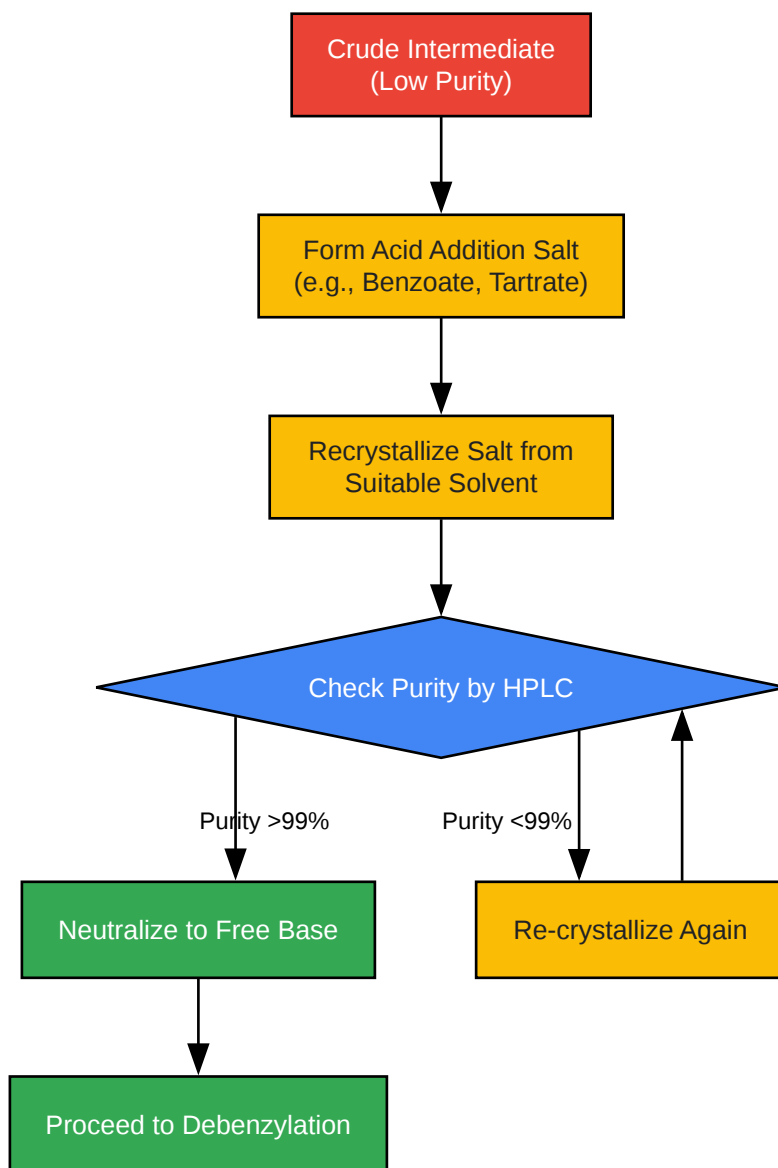 Crude Intermediate
(Low Purity)
Form Acid Addition Salt
(e.g., Benzoate, Tartrate)
Recrystallize Salt from
Suitable Solvent
Check Purity by HPLC
Purity >99%
Purity <99%
Neutralize to Free Base
Re-crystallize Again
Proceed to Debenzylation